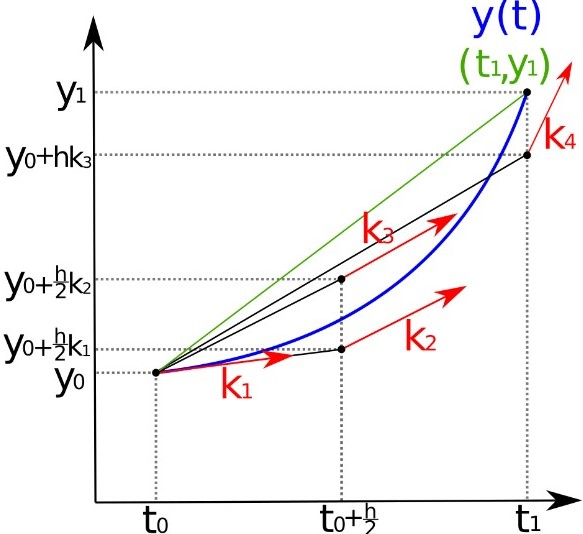 y(t)
(t₁,y₁)
y₁
k₄
y₀+hk₃
k₃
y₀+h/2k₂
k₂
y₀+h/2k₁
y₀
k₁
t₀
t₀+h/2
t₁